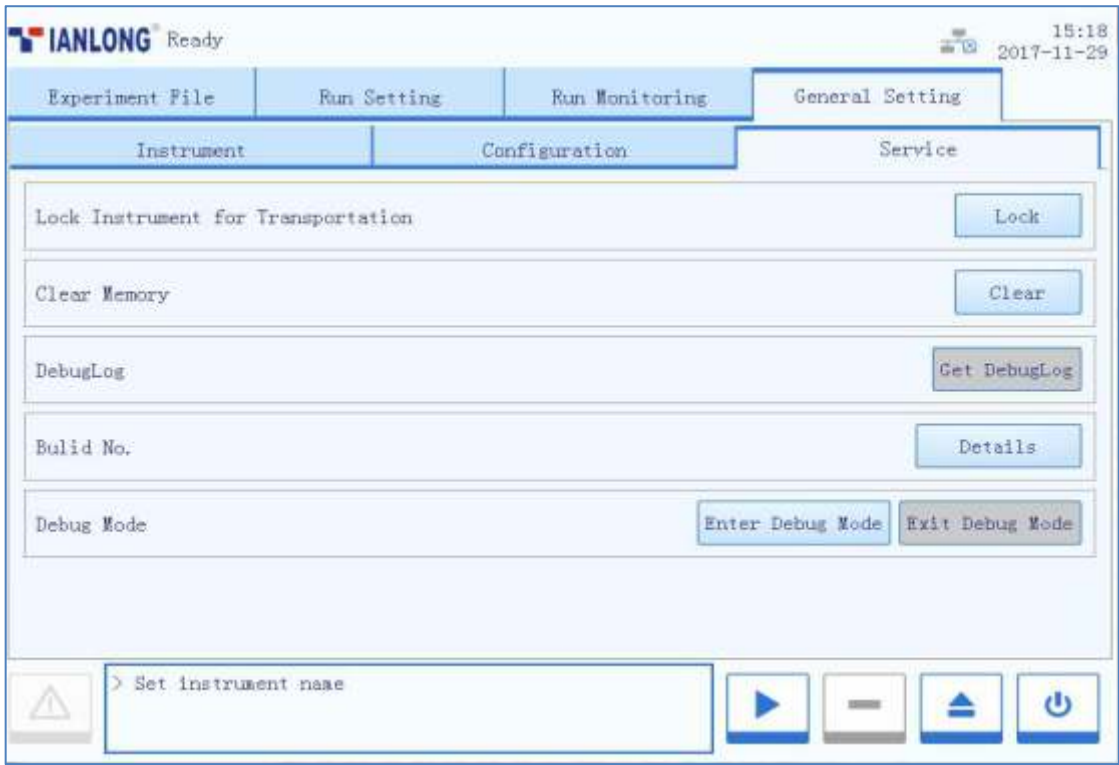 TIANLONG® Ready
15:18
2017-11-29
Experiment File Run Setting Run Monitoring General Setting
Instrument Configuration Service
Lock Instrument for Transportation Lock
Clear Memory Clear
DebugLog Get DebugLog
Bulid No. Details
Debug Mode Enter Debug Mode Exit Debug Mode
> Set instrument name